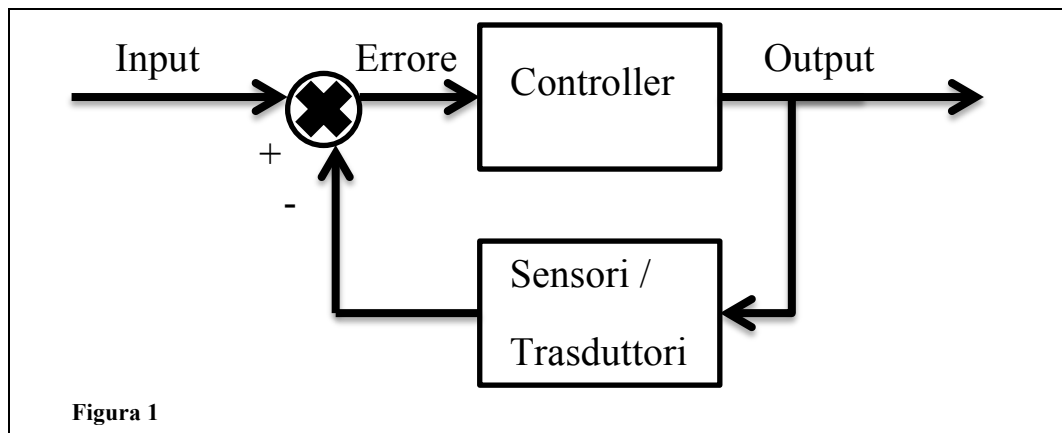 Input
Errore
Controller
Output
+
-
Sensori /
Trasduttori
Figura 1